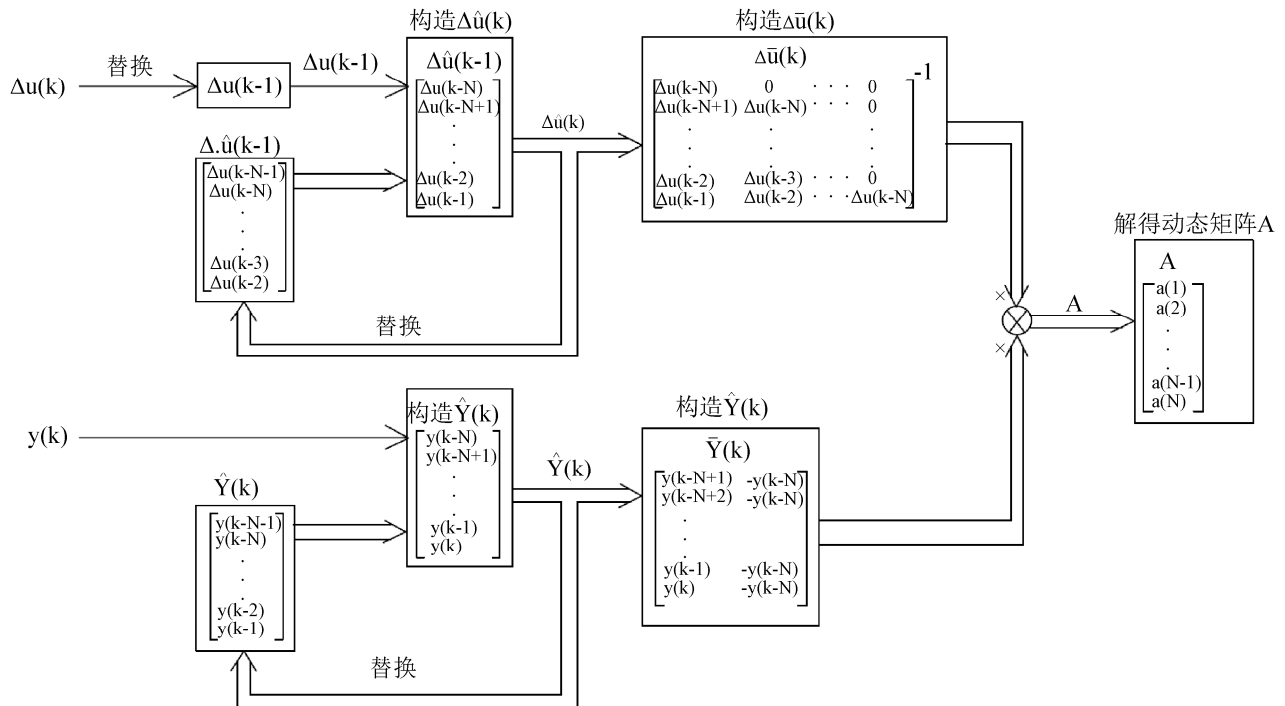 构造Δû(k)
构造Δū(k)
Δu(k)
替换
Δu(k-1)
Δu(k-1)
Δû(k-1)
Δu(k-N)
Δu(k-N+1)
.
.
.
Δu(k-2)
Δu(k-1)
Δû(k)
Δū(k)
-1
Δu(k-N) 0 · · · 0
Δu(k-N+1) Δu(k-N) · · · 0
. . .
. . .
. . .
Δu(k-2) Δu(k-3) · · · 0
Δu(k-1) Δu(k-2) · · · Δu(k-N)
Δ.û(k-1)
Δu(k-N-1)
Δu(k-N)
.
.
.
.
Δu(k-3)
Δu(k-2)
替换
解得动态矩阵A
×
×
A
A
a(1)
a(2)
.
.
.
a(N-1)
a(N)
y(k)
构造Ŷ(k)
y(k-N)
y(k-N+1)
.
.
.
y(k-1)
y(k)
Ŷ(k)
构造Ŷ(k)
Ȳ(k)
y(k-N+1) -y(k-N)
y(k-N+2) -y(k-N)
.
.
.
y(k-1) -y(k-N)
y(k) -y(k-N)
Ŷ(k)
y(k-N-1)
y(k-N)
.
.
.
.
y(k-2)
y(k-1)
替换